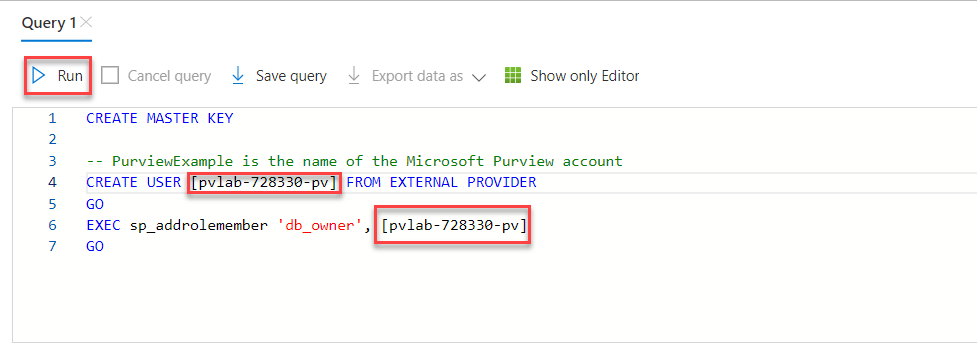 Query 1
Run Cancel query Save query Export data as Show only Editor
1 CREATE MASTER KEY
2
3 -- PurviewExample is the name of the Microsoft Purview account
4 CREATE USER [pvlab-728330-pv] FROM EXTERNAL PROVIDER
5 GO
6 EXEC sp_addrolemember 'db_owner', [pvlab-728330-pv]
7 GO